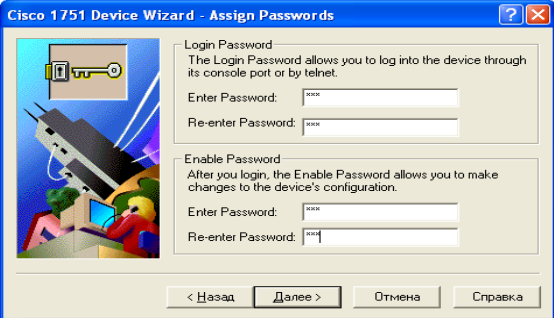 Cisco 1751 Device Wizard - Assign Passwords
Login Password
The Login Password allows you to log into the device through
its console port or by telnet.
Enter Password: ***
Re-enter Password: ***
Enable Password
After you login, the Enable Password allows you to make
changes to the device's configuration.
Enter Password: ***
Re-enter Password: ***
< Назад Далее > Отмена Справка